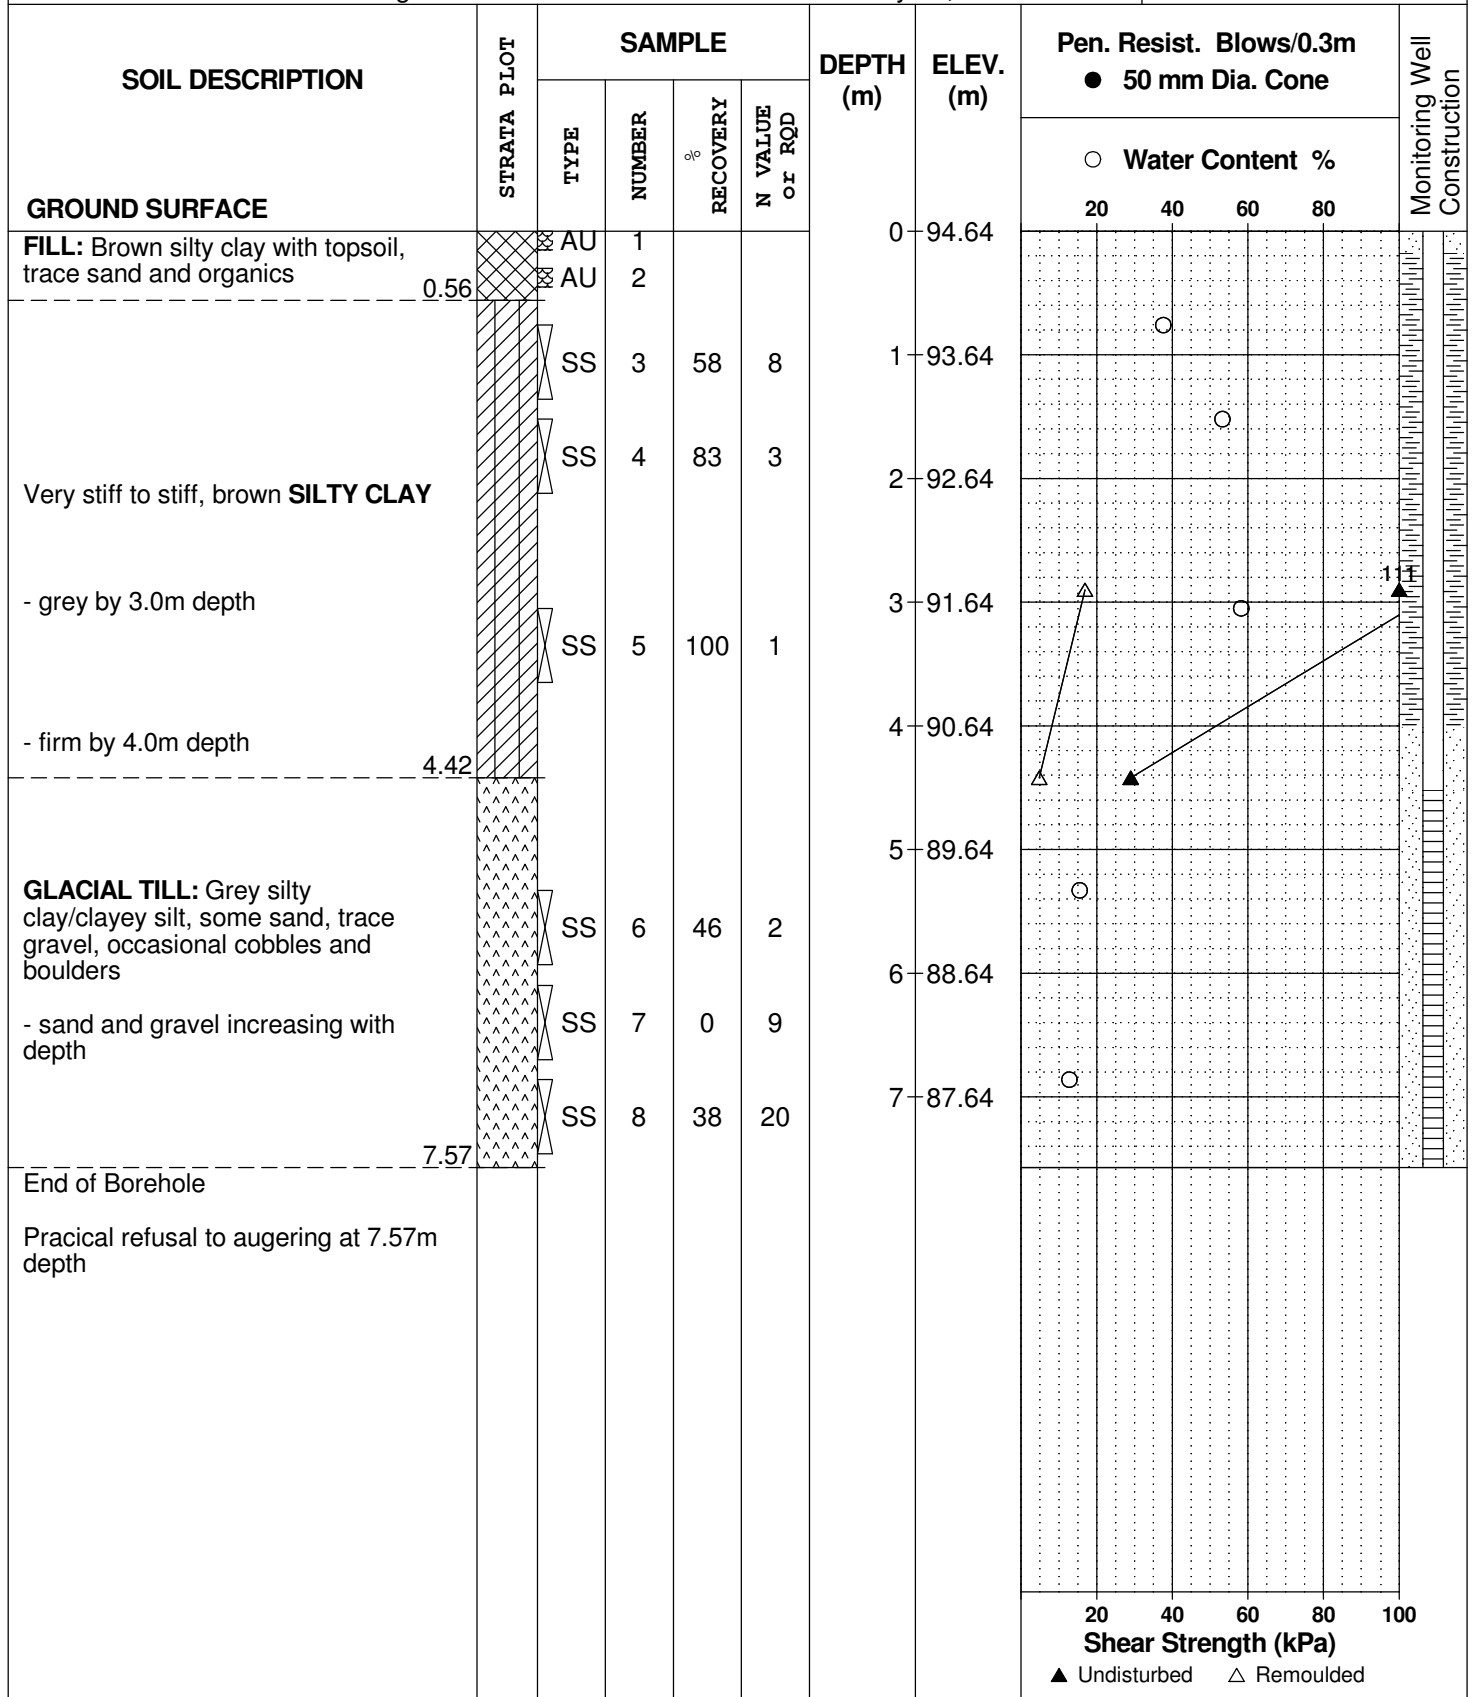 SOIL DESCRIPTION
GROUND SURFACE
STRATA PLOT
SAMPLE
TYPE
NUMBER
%
RECOVERY
N VALUE
or RQD
DEPTH
(m)
ELEV.
(m)
Pen. Resist. Blows/0.3m
● 50 mm Dia. Cone
○ Water Content %
20 40 60 80
Monitoring Well
Construction
FILL: Brown silty clay with topsoil,
trace sand and organics
0.56
AU 1
AU 2
0 94.64
SS 3 58 8
1 93.64
SS 4 83 3
2 92.64
Very stiff to stiff, brown SILTY CLAY
- grey by 3.0m depth
111
3 91.64
SS 5 100 1
- firm by 4.0m depth
4 90.64
4.42
5 89.64
GLACIAL TILL: Grey silty
clay/clayey silt, some sand, trace
gravel, occasional cobbles and
boulders
SS 6 46 2
6 88.64
- sand and gravel increasing with
depth
SS 7 0 9
7 87.64
SS 8 38 20
7.57
End of Borehole
Pracical refusal to augering at 7.57m
depth
20 40 60 80 100
Shear Strength (kPa)
▲ Undisturbed △ Remoulded